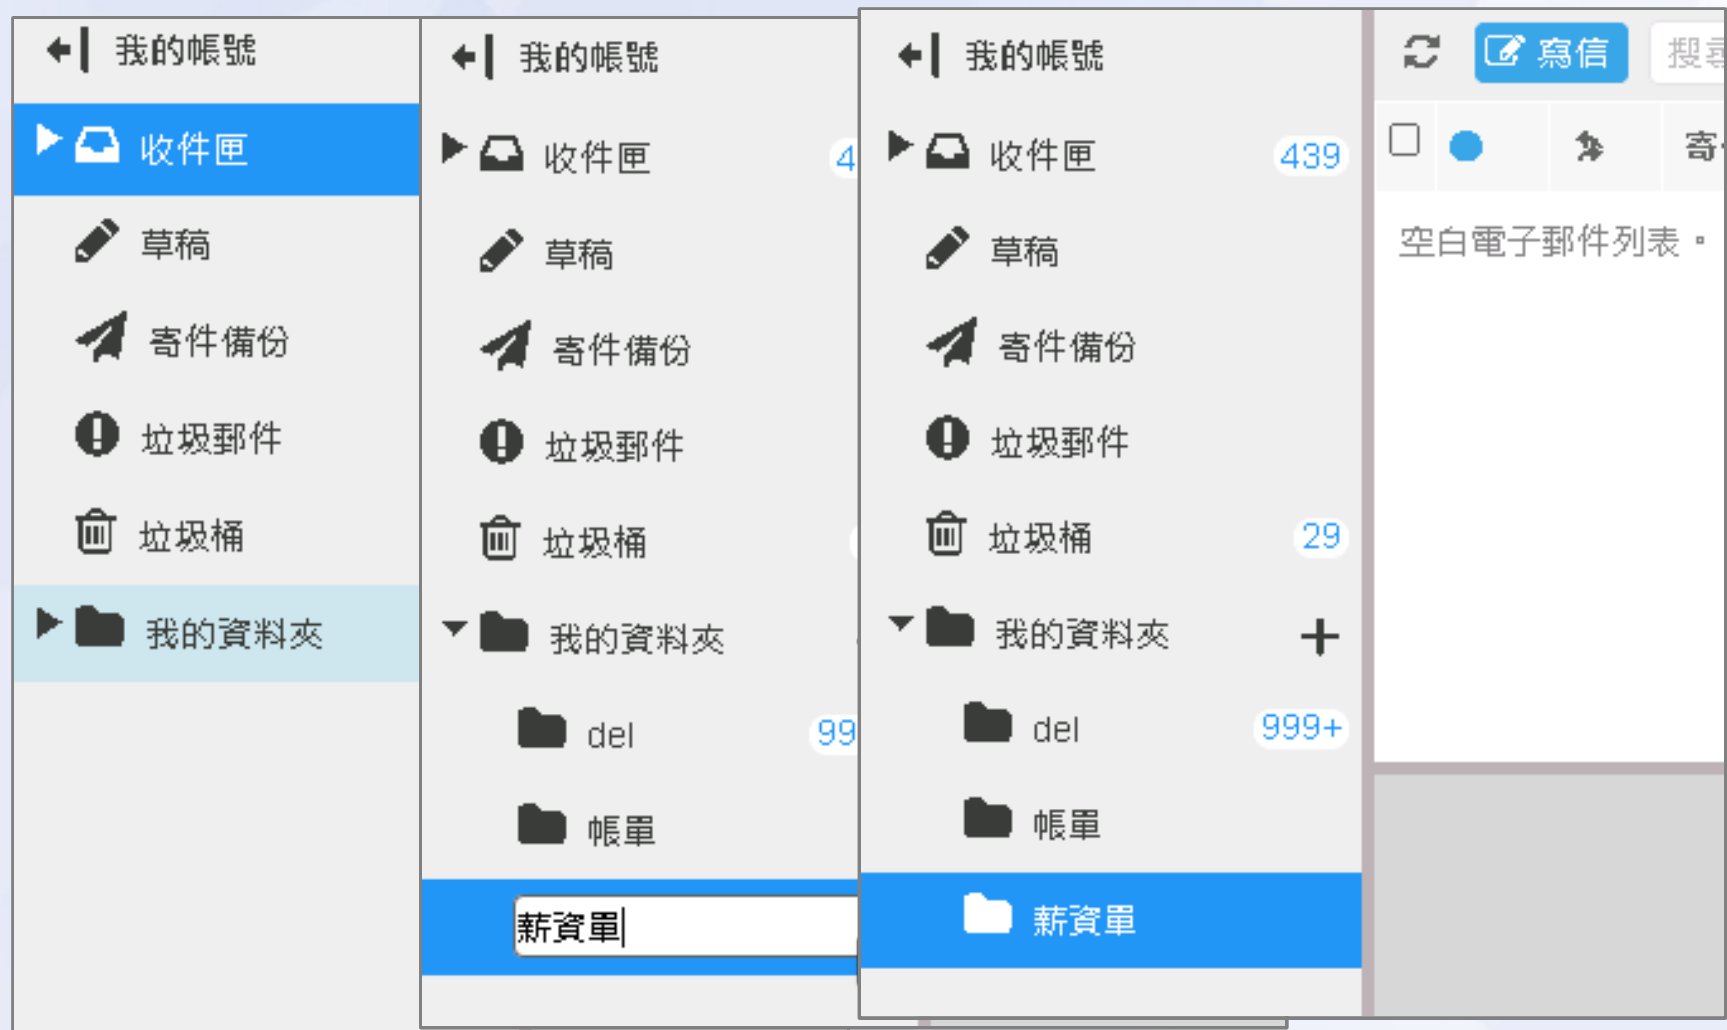 我的帳號
收件匣
草稿
寄件備份
垃圾郵件
垃圾桶
我的資料夾
我的帳號
收件匣 4
草稿
寄件備份
垃圾郵件
垃圾桶
我的資料夾
del 99
帳單
薪資單
我的帳號
收件匣 439
草稿
寄件備份
垃圾郵件
垃圾桶 29
我的資料夾 +
del 999+
帳單
薪資單
寫信 搜尋
寄
空白電子郵件列表。